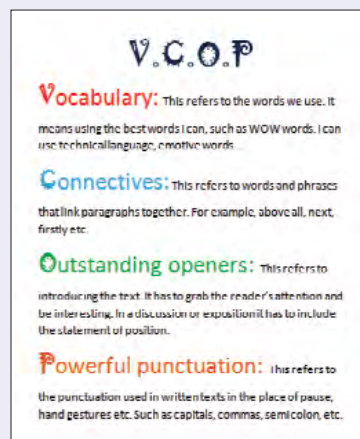 V.C.O.P
Vocabulary: This refers to the words we use. It
means using the best words I can, such as WOW words. I can
use technical language, emotive words
Connectives: This refers to words and phrases
that link paragraphs together. For example, above all, next,
firstly etc.
Outstanding openers: This refers to
introducing the text. It has to grab the reader's attention and
be interesting. In a discussion or exposition it has to include
the statement of position.
Powerful punctuation: This refers to
the punctuation used in written texts in the place of pause,
hand gestures etc. Such as capitals, commas, semicolon, etc.